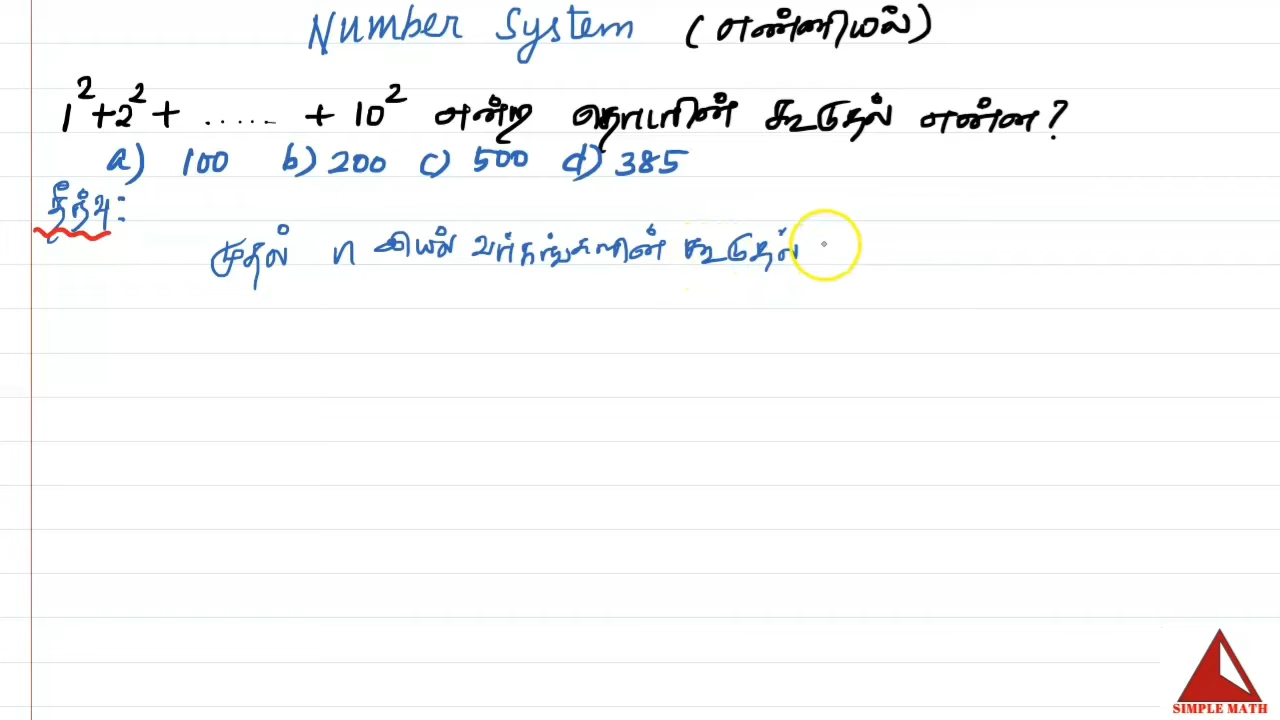 Number System (எண்ணியல்)
1²+2²+ ...... + 10² என்ற தொடரின் கூடுதல் என்ன?
a) 100 b) 200 c) 500 d) 385
தீர்வு:
முதல் n இயல் வர்க்கங்களின் கூடுதல்
SIMPLE MATH